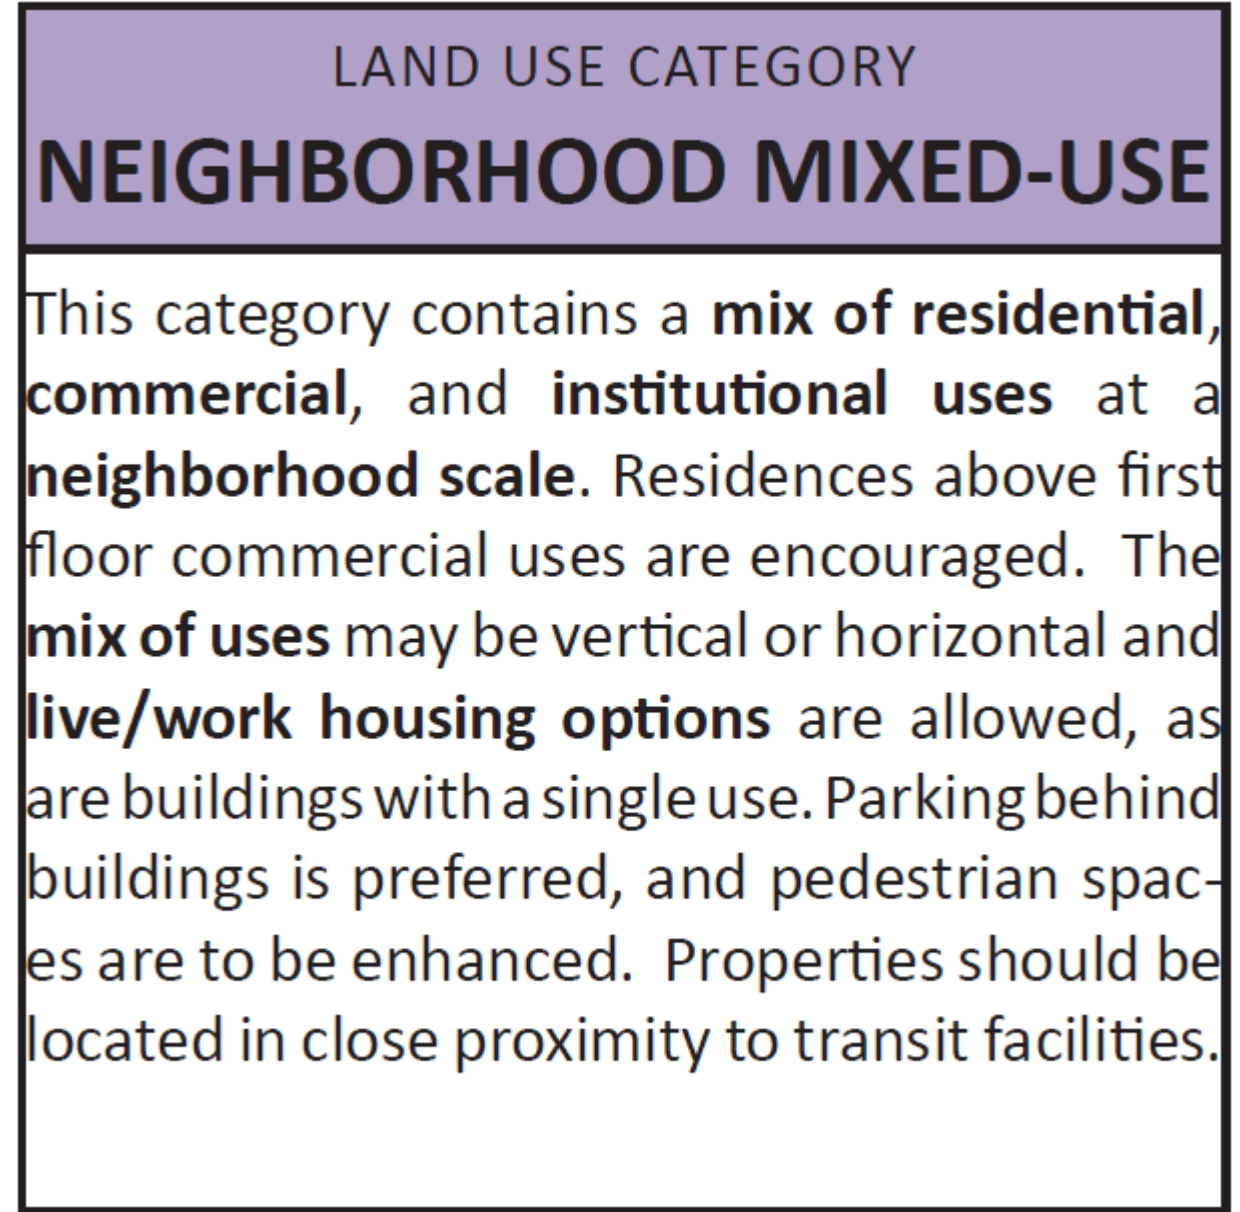 LAND USE CATEGORY
NEIGHBORHOOD MIXED-USE
This category contains a mix of residential,
commercial, and institutional uses at a
neighborhood scale. Residences above first
floor commercial uses are encouraged.  The
mix of uses may be vertical or horizontal and
live/work housing options are allowed, as
are buildings with a single use. Parking behind
buildings is preferred, and pedestrian spac-
es are to be enhanced.  Properties should be
located in close proximity to transit facilities.